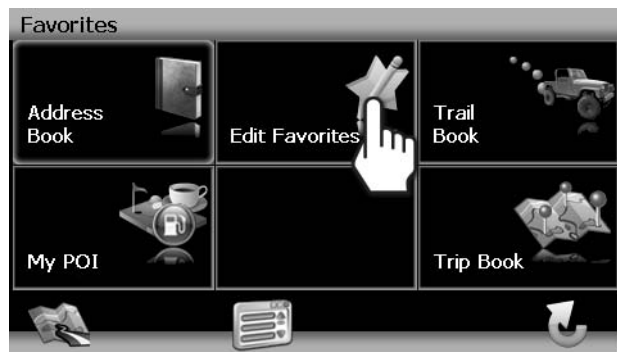 Favorites
Address
Book
Edit Favorites
Trail
Book
My POI
Trip Book